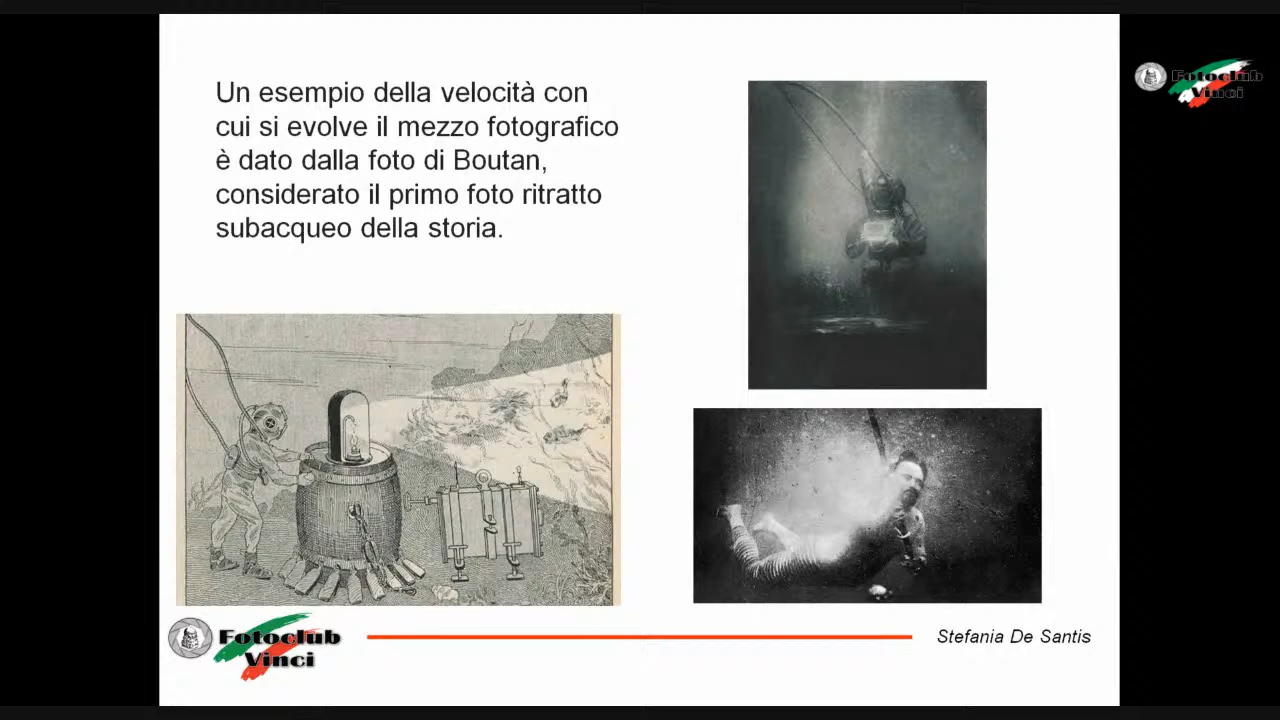 Un esempio della velocità con
cui si evolve il mezzo fotografico
è dato dalla foto di Boutan,
considerato il primo foto ritratto
subacqueo della storia.
Fotoclub
Vinci
Stefania De Santis
Fotoclub
Vinci